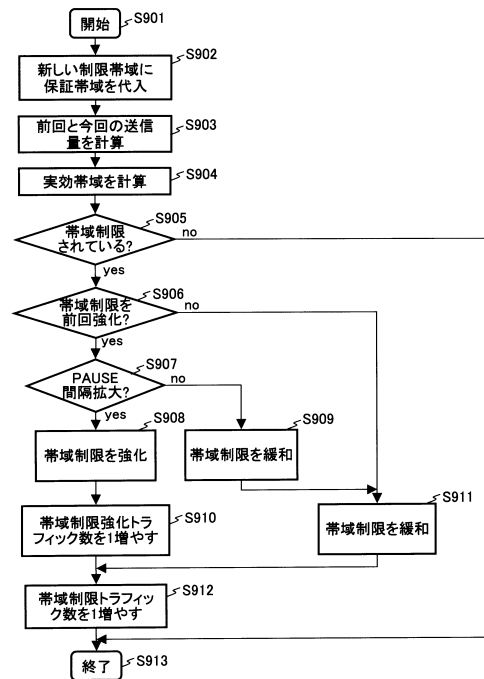 開始
S901
新しい制限帯域に
保証帯域を代入
S902
前回と今回の送信
量を計算
S903
実効帯域を計算
S904
帯域制限
されている?
S905
no
yes
帯域制限を
前回強化?
S906
no
yes
PAUSE
間隔拡大?
S907
no
yes
帯域制限を強化
S908
帯域制限を緩和
S909
帯域制限強化トラ
フィック数を1増やす
S910
帯域制限を緩和
S911
帯域制限トラフィッ
ク数を1増やす
S912
終了
S913